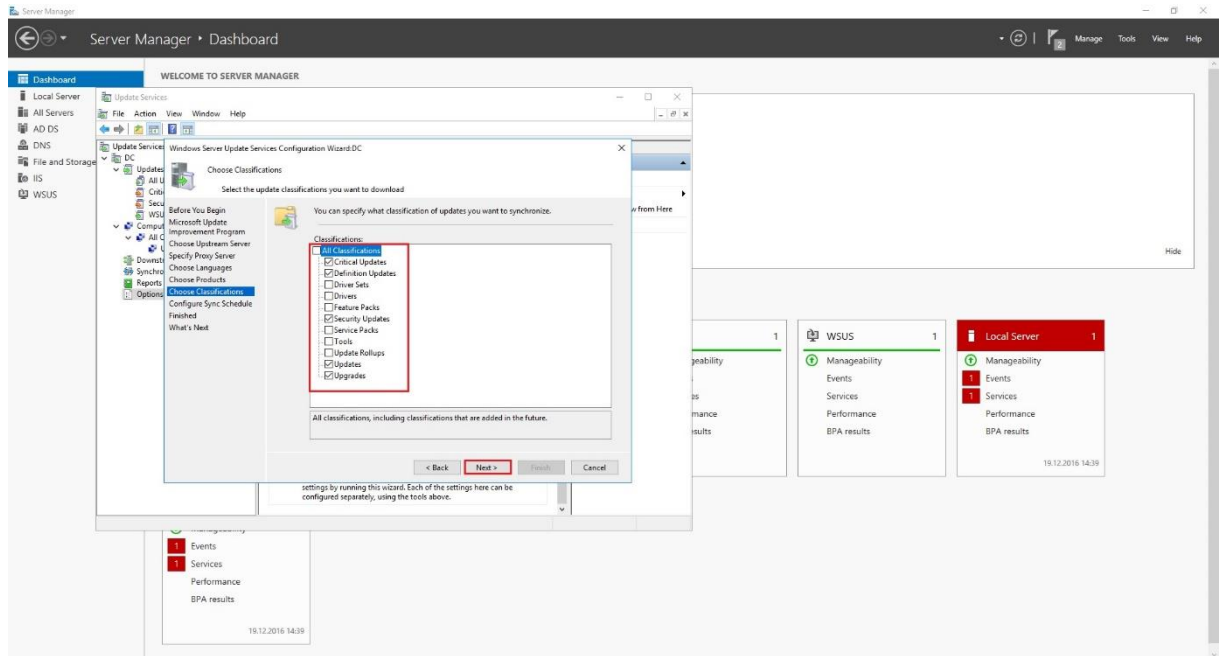 Server Manager
Server Manager • Dashboard
2
Manage Tools View Help
Dashboard
Local Server
All Servers
AD DS
DNS
File and Storage
IIS
WSUS
WELCOME TO SERVER MANAGER
Update Services
File Action View Window Help
Update Services
DC
Updates
All U
Criti
Secu
WSU
Comput
All C
U
Downst
Synchro
Reports
Options
Windows Server Update Services Configuration Wizard:DC
Choose Classifications
Select the update classifications you want to download
Before You Begin
Microsoft Update
Improvement Program
Choose Upstream Server
Specify Proxy Server
Choose Languages
Choose Products
Choose Classifications
Configure Sync Schedule
Finished
What's Next
You can specify what classification of updates you want to synchronize.
Classifications:
All Classifications
Critical Updates
Definition Updates
Driver Sets
Drivers
Feature Packs
Security Updates
Service Packs
Tools
Update Rollups
Updates
Upgrades
All classifications, including classifications that are added in the future.
< Back Next > Finish Cancel
w from Here
settings by running this wizard. Each of the settings here can be
configured separately, using the tools above.
Hide
1
geability
es
mance
sults
WSUS 1
Manageability
Events
Services
Performance
BPA results
Local Server 1
Manageability
1 Events
1 Services
Performance
BPA results
19.12.2016 14:39
Manageability
1 Events
1 Services
Performance
BPA results
19.12.2016 14:39